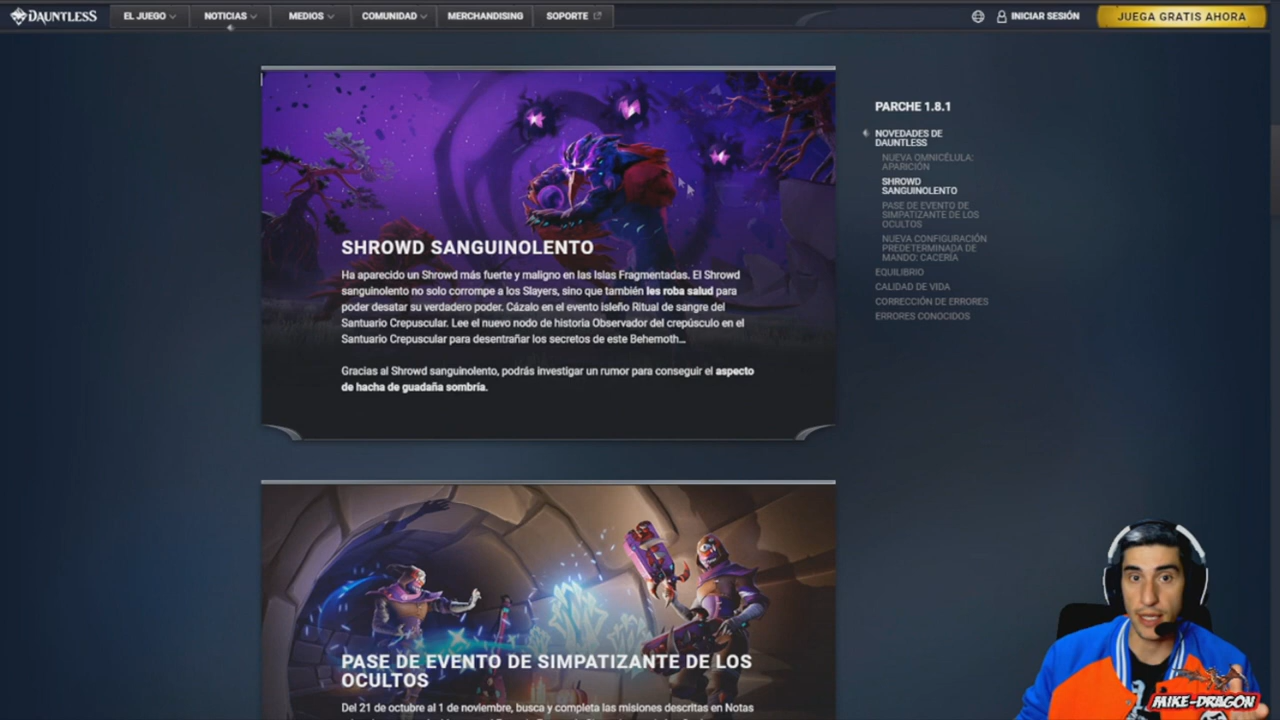 DAUNTLESS
EL JUEGO
NOTICIAS
MEDIOS
COMUNIDAD
MERCHANDISING
SOPORTE
INICIAR SESIÓN
JUEGA GRATIS AHORA
SHROWD SANGUINOLENTO
Ha aparecido un Shrowd más fuerte y maligno en las Islas Fragmentadas. El Shrowd
sanguinolento no solo corrompe a los Slayers, sino que también les roba salud para
poder desatar su verdadero poder. Cázalo en el evento isleño Ritual de sangre del
Santuario Crepuscular. Lee el nuevo nodo de historia Observador del crepúsculo en el
Santuario Crepuscular para desentrañar los secretos de este Behemoth...
Gracias al Shrowd sanguinolento, podrás investigar un rumor para conseguir el aspecto
de hacha de guadaña sombría.
PASE DE EVENTO DE SIMPATIZANTE DE LOS
OCULTOS
Del 21 de octubre al 1 de noviembre, busca y completa las misiones descritas en Notas
PARCHE 1.8.1
NOVEDADES DE
DAUNTLESS
NUEVA OMNICÉLULA:
APARICIÓN
SHROWD
SANGUINOLENTO
PASE DE EVENTO DE
SIMPATIZANTE DE LOS
OCULTOS
NUEVA CONFIGURACIÓN
PREDETERMINADA DE
MANDO: CACERÍA
EQUILIBRIO
CALIDAD DE VIDA
CORRECCIÓN DE ERRORES
ERRORES CONOCIDOS
MIKE-DRAGON